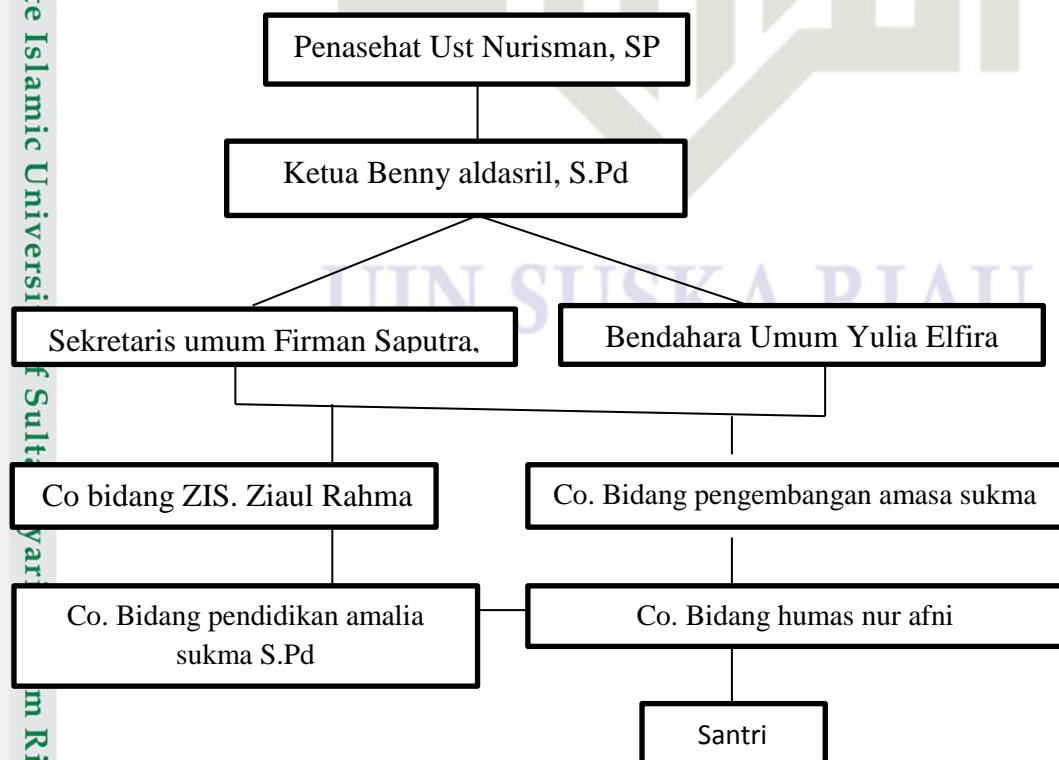 Penasehat Ust Nurisman, SP
Ketua Benny aldasril, S.Pd
UIN SUSKA RIAU
Sekretaris umum Firman Saputra,
Bendahara Umum Yulia Elfira
Co bidang ZIS. Ziaul Rahma
Co. Bidang pengembangan amasa sukma
Co. Bidang pendidikan amalia
sukma S.Pd
Co. Bidang humas nur afni
Santri
Islamic